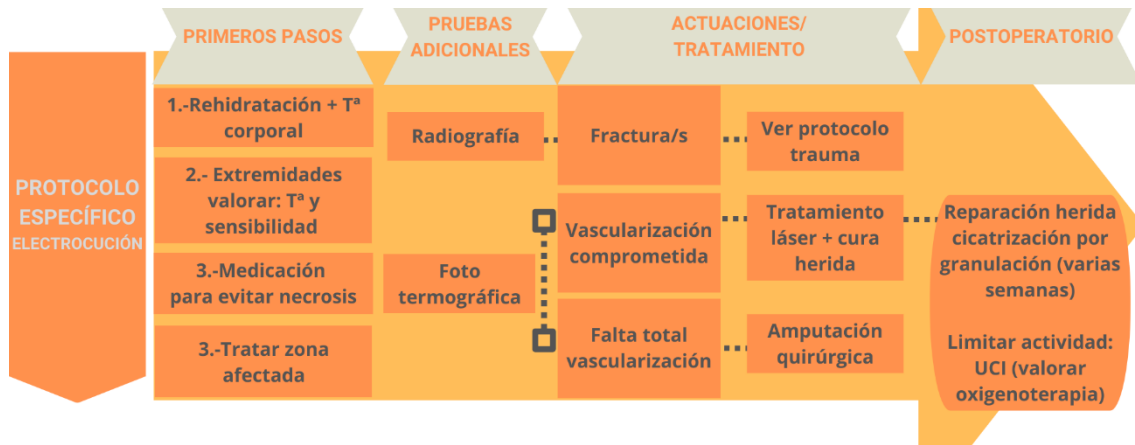 PRIMEROS PASOS
PRUEBAS
ADICIONALES
ACTUACIONES/
TRATAMIENTO
POSTOPERATORIO
PROTOCOLO
ESPECÍFICO
ELECTROCUCIÓN
1.-Rehidratación + Tª
corporal
2.- Extremidades
valorar: Tª y
sensibilidad
3.-Medicación
para evitar necrosis
3.-Tratar zona
afectada
Radiografía
Foto
termográfica
Fractura/s
Vascularización
comprometida
Falta total
vascularización
Ver protocolo
trauma
Tratamiento
láser + cura
herida
Amputación
quirúrgica
Reparación herida
cicatrización por
granulación (varias
semanas)
Limitar actividad:
UCI (valorar
oxigenoterapia)